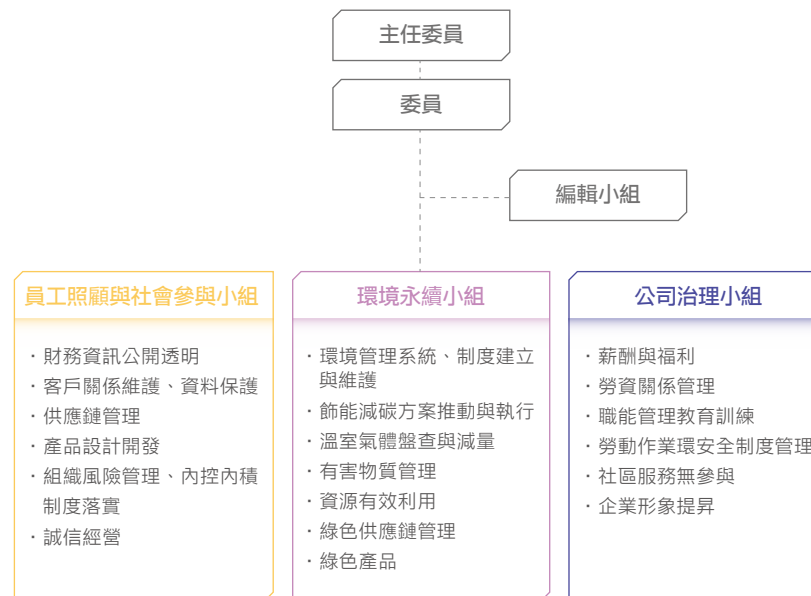 主任委員
委員
編輯小組
員工照顧與社會參與小組
・財務資訊公開透明
・客戶關係維護、資料保護
・供應鏈管理
・產品設計開發
・組織風險管理、內控內積
制度落實
・誠信經營
環境永續小組
・環境管理系統、制度建立
與維護
・飾能減碳方案推動與執行
・溫室氣體盤查與減量
・有害物質管理
・資源有效利用
・綠色供應鏈管理
・綠色產品
公司治理小組
・薪酬與福利
・勞資關係管理
・職能管理教育訓練
・勞動作業環安全制度管理
・社區服務無參與
・企業形象提昇